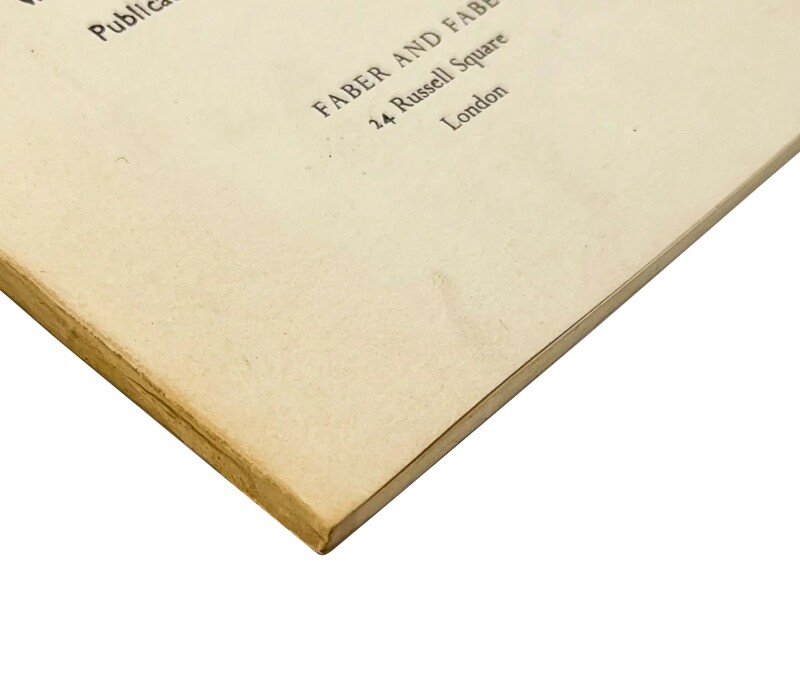 Publica
FABER AND FABE
24 Russell Square
London